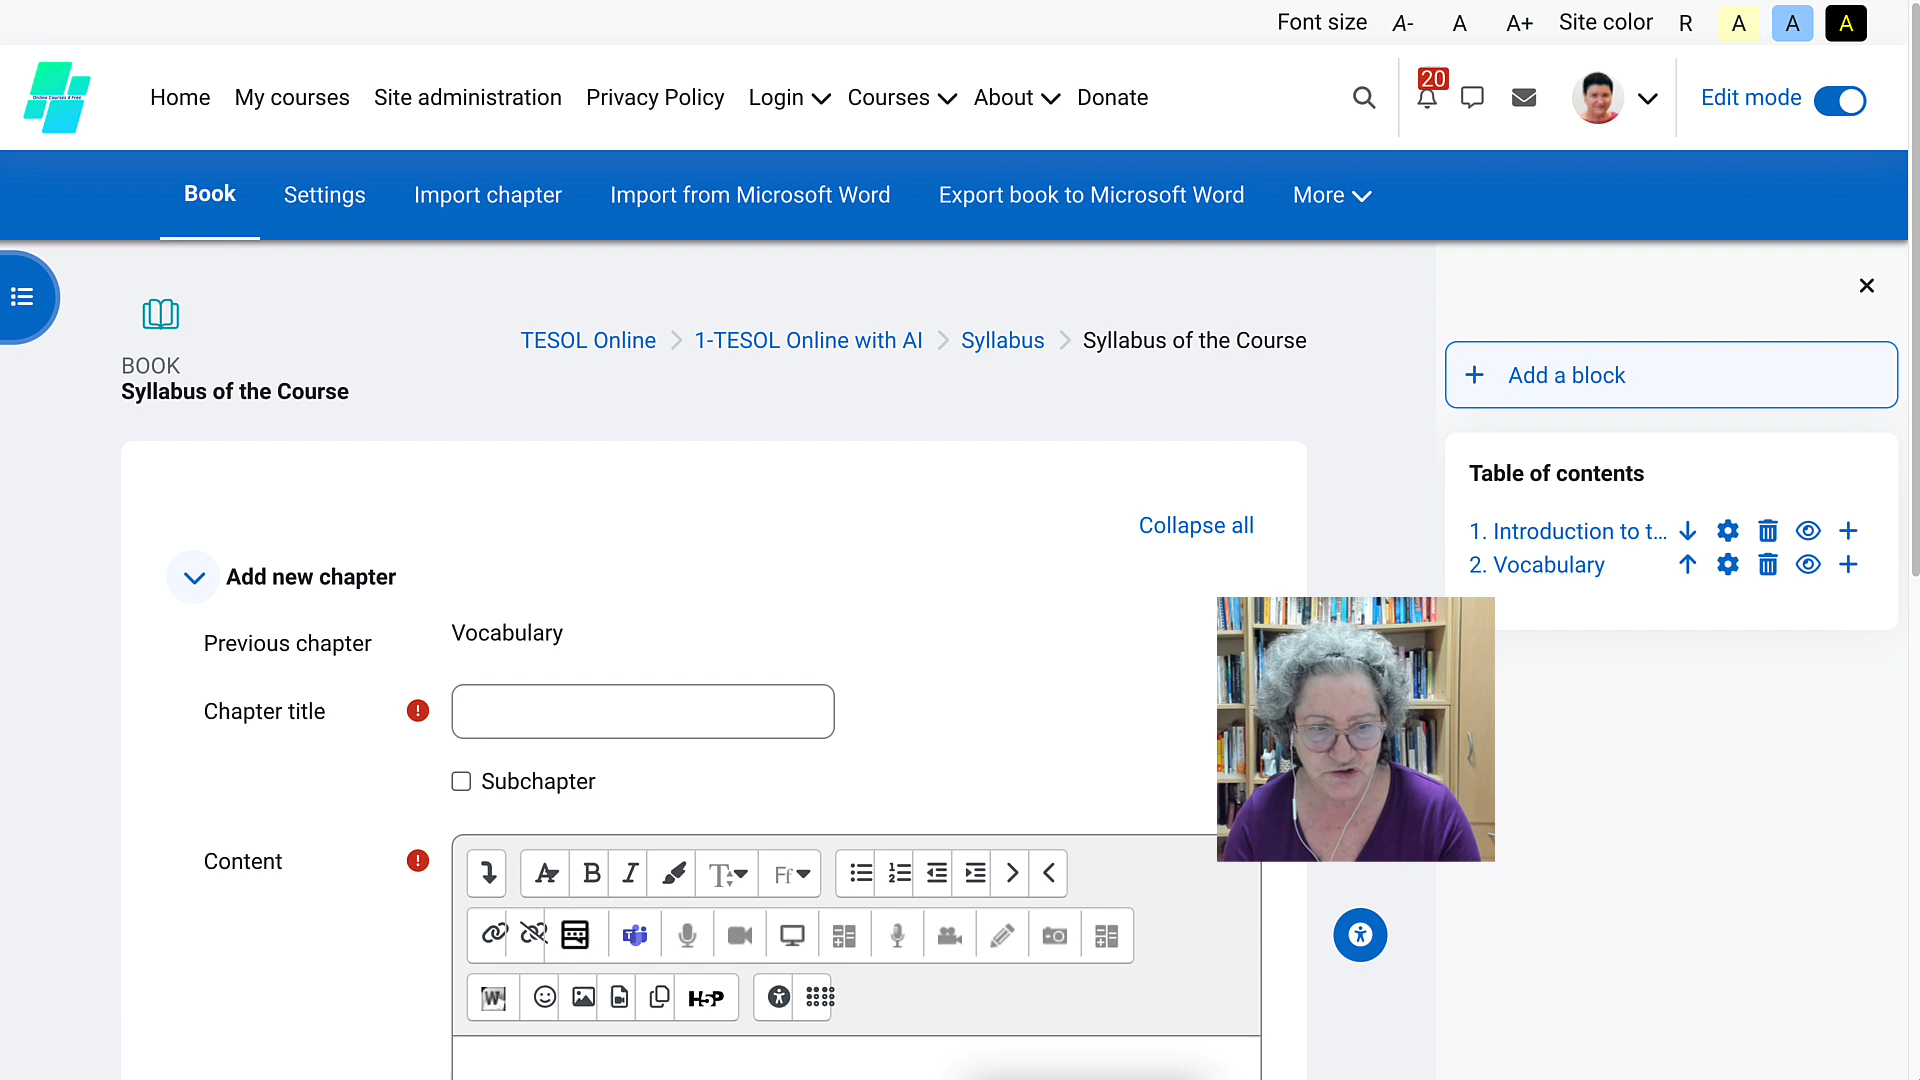 Font size A- A A+ Site color R A A A
Home My courses Site administration Privacy Policy Login Courses About Donate
20
Edit mode
Book Settings Import chapter Import from Microsoft Word Export book to Microsoft Word More
TESOL Online 1-TESOL Online with AI Syllabus Syllabus of the Course
BOOK
Syllabus of the Course
Add a block
Table of contents
1. Introduction to t...
2. Vocabulary
Collapse all
Add new chapter
Previous chapter Vocabulary
Chapter title
Subchapter
Content
H5P